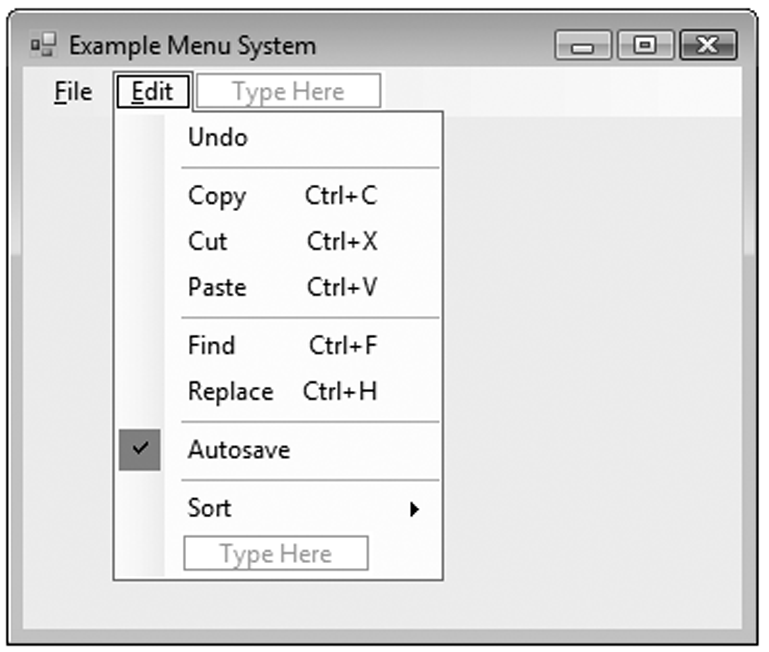 Example Menu System
File Edit Type Here
Undo
Copy Ctrl+C
Cut Ctrl+X
Paste Ctrl+V
Find Ctrl+F
Replace Ctrl+H
Autosave
Sort
Type Here